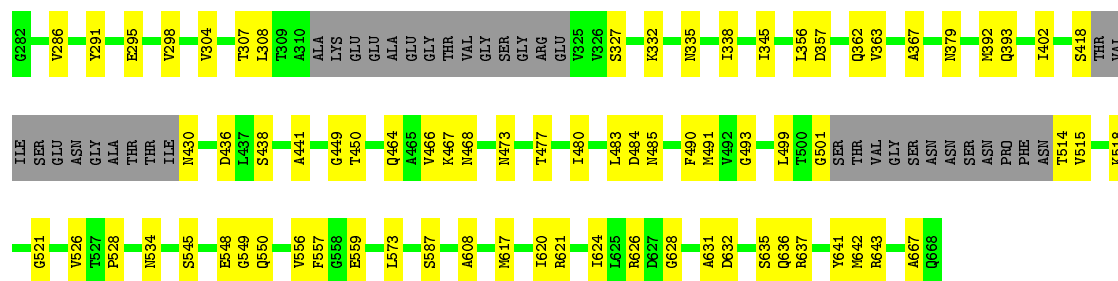 G282 V286 Y291 E295 V298 V304 T307 L308 T309 A310 ALA LYS GLU GLU ALA GLU GLY THR VAL GLY SER GLY ARG GLU V325 V326 S327 K332 N335 I338 I345 L356 D357 Q362 V363 A367 N379 M392 Q393 I402 S418 THR VAL
ILE SER GLU ASN GLY ALA THR THR ILE N430 D436 L437 S438 A441 G449 T450 Q464 A465 V466 K467 N468 N473 T477 I480 L483 D484 N485 F490 M491 V492 G493 L499 T500 G501 SER THR VAL GLY SER ASN ASN SER ASN PRO PHE ASN T514 V515
G521 V526 T527 P528 N534 S545 E548 G549 Q550 V556 F557 G558 E559 L573 S587 A608 M617 I620 R621 I624 L625 R626 D627 G628 A631 D632 S635 Q636 R637 Y641 M642 R643 A667 Q668